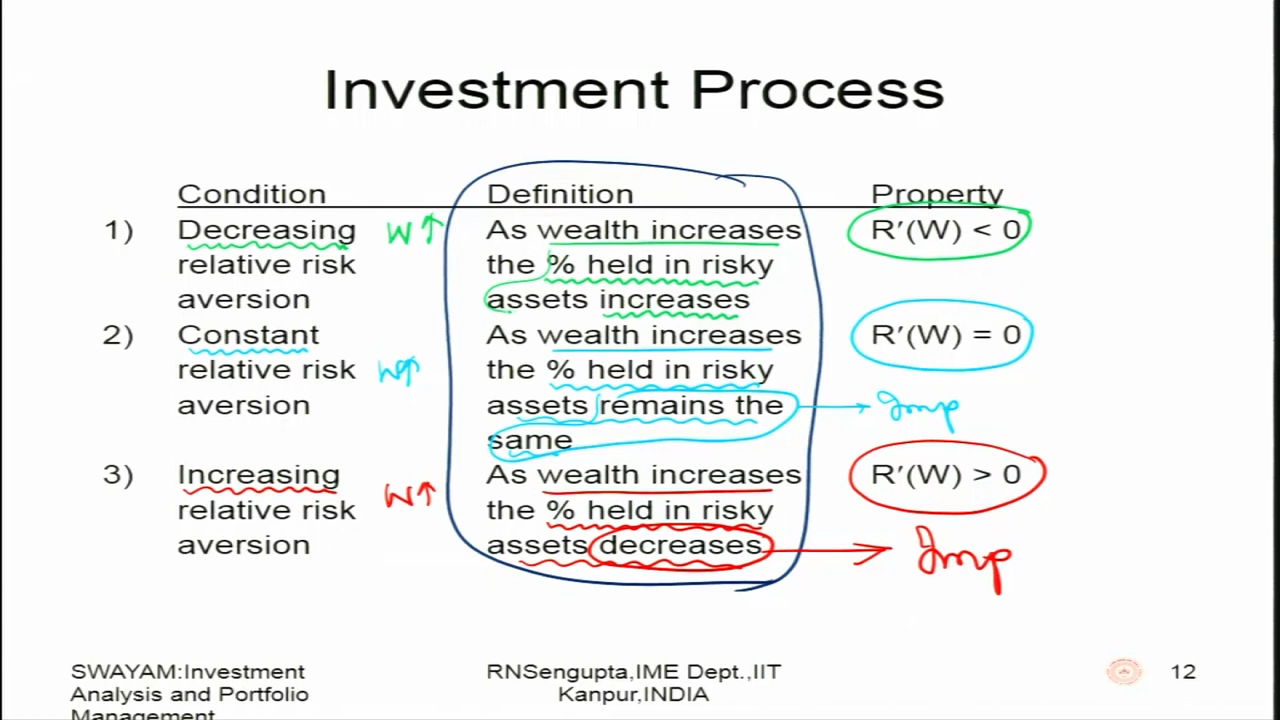 Investment Process
Condition Definition Property
1) Decreasing W↑ As wealth increases R′(W) < 0
relative risk the % held in risky
aversion assets increases
2) Constant As wealth increases R′(W) = 0
relative risk W↑ the % held in risky
aversion assets remains the → Imp
same
3) Increasing As wealth increases R′(W) > 0
relative risk W↑ the % held in risky
aversion assets decreases → Imp
SWAYAM:Investment RNSengupta,IME Dept.,IIT 12
Analysis and Portfolio Kanpur,INDIA
Management